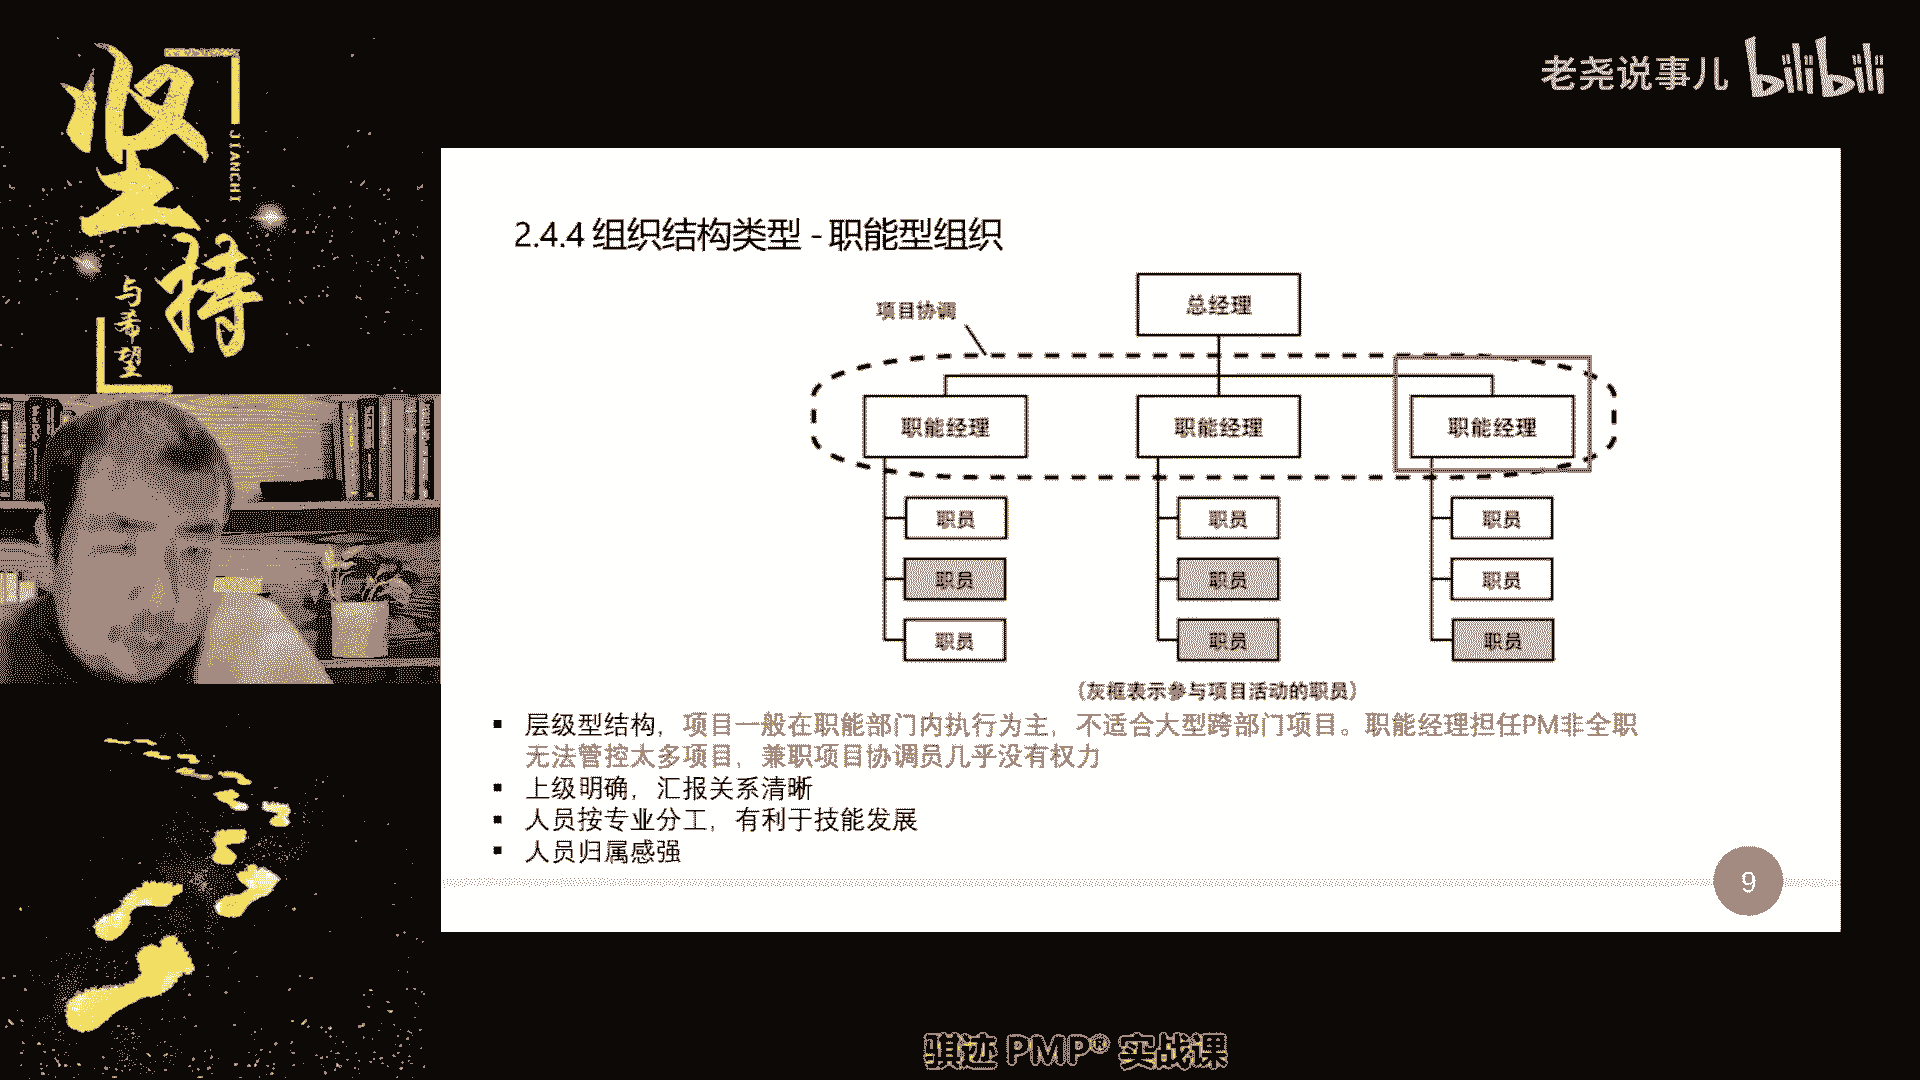 坚持
JIANCHI
与希望
老尧说事儿 bilibili
2.4.4 组织结构类型 - 职能型组织
总经理
项目协调
职能经理 职能经理 职能经理
职员 职员 职员
职员 职员 职员
职员 职员 职员
（灰框表示参与项目活动的职员）
▪ 层级型结构，项目一般在职能部门内执行为主，不适合大型跨部门项目。职能经理担任PM非全职
无法管控太多项目，兼职项目协调员几乎没有权力
▪ 上级明确，汇报关系清晰
▪ 人员按专业分工，有利于技能发展
▪ 人员归属感强
9
骐迹 PMP® 实战课